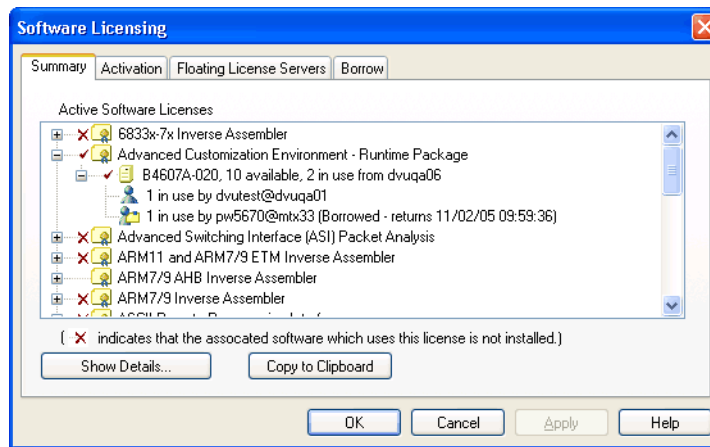 Software Licensing
Summary Activation Floating License Servers Borrow
Active Software Licenses
6833x-7x Inverse Assembler
Advanced Customization Environment - Runtime Package
B4607A-020, 10 available, 2 in use from dvuqa06
1 in use by dvutest@dvuqa01
1 in use by pw5670@mtx33 (Borrowed - returns 11/02/05 09:59:36)
Advanced Switching Interface (ASI) Packet Analysis
ARM11 and ARM7/9 ETM Inverse Assembler
ARM7/9 AHB Inverse Assembler
ARM7/9 Inverse Assembler
( X indicates that the assocated software which uses this license is not installed.)
Show Details... Copy to Clipboard
OK Cancel Apply Help